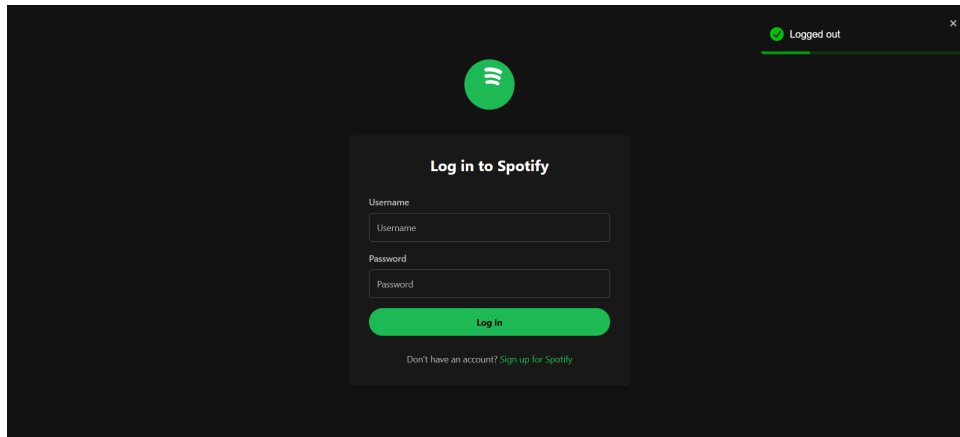 Logged out
Log in to Spotify
Username
Username
Password
Password
Log In
Don't have an account? Sign up for Spotify